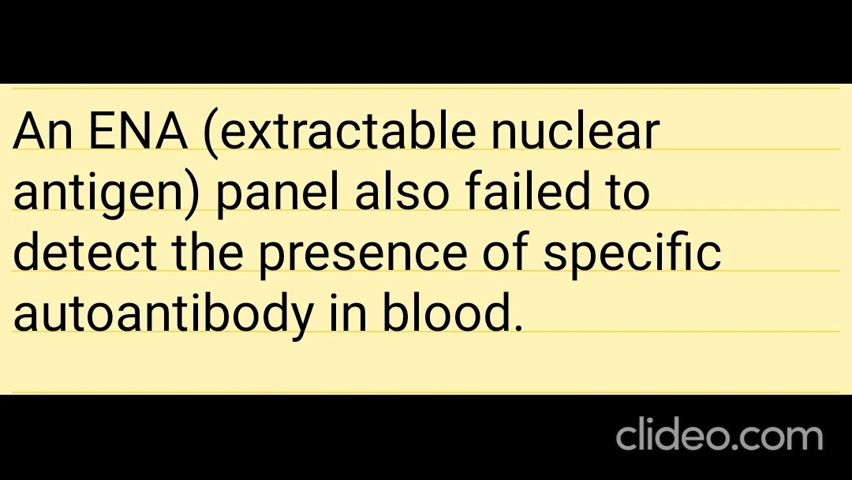 An ENA (extractable nuclear
antigen) panel also failed to
detect the presence of specific
autoantibody in blood.
clideo.com